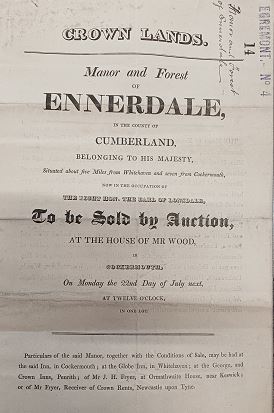 CROWN LANDS.
Manor and Forest
of Ennerdale
14
EGREMONT. No 4
Manor and Forest
OF
ENNERDALE,
IN THE COUNTY OF
CUMBERLAND,
BELONGING TO HIS MAJESTY,
Situated about five Miles from Whitehaven and seven from Cockermouth,
NOW IN THE OCCUPATION OF
THE RIGHT HON. THE EARL OF LONSDALE,
To be Sold by Auction,
AT THE HOUSE OF MR WOOD,
IN
COCKERMOUTH,
On Monday the 22nd Day of July next,
AT TWELVE O'CLOCK,
IN ONE LOT.
Particulars of the said Manor, together with the Conditions of Sale, may be had at
the said Inn, in Cockermouth; at the Globe Inn, in Whitehaven; at the George, and
Crown Inns, Penrith; of Mr J. H. Fryer, at Ormathwaite House, near Keswick;
or of Mr Fryer, Receiver of Crown Rents, Newcastle upon Tyne.